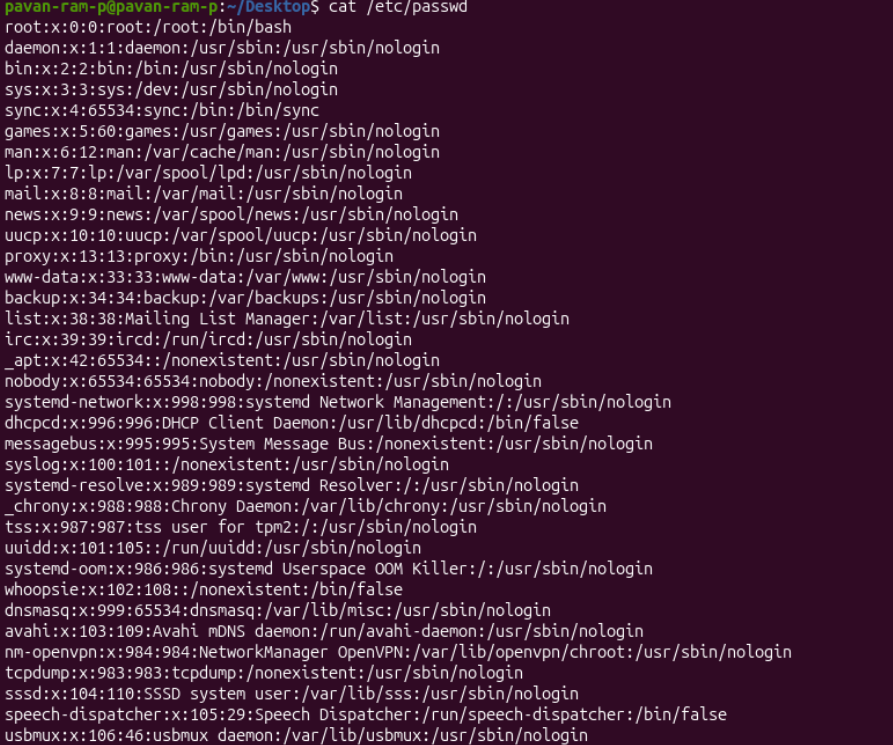 pavan-ram-p@pavan-ram-p:~/Desktop$ cat /etc/passwd
root:x:0:0:root:/root:/bin/bash
daemon:x:1:1:daemon:/usr/sbin:/usr/sbin/nologin
bin:x:2:2:bin:/bin:/usr/sbin/nologin
sys:x:3:3:sys:/dev:/usr/sbin/nologin
sync:x:4:65534:sync:/bin:/bin/sync
games:x:5:60:games:/usr/games:/usr/sbin/nologin
man:x:6:12:man:/var/cache/man:/usr/sbin/nologin
lp:x:7:7:lp:/var/spool/lpd:/usr/sbin/nologin
mail:x:8:8:mail:/var/mail:/usr/sbin/nologin
news:x:9:9:news:/var/spool/news:/usr/sbin/nologin
uucp:x:10:10:uucp:/var/spool/uucp:/usr/sbin/nologin
proxy:x:13:13:proxy:/bin:/usr/sbin/nologin
www-data:x:33:33:www-data:/var/www:/usr/sbin/nologin
backup:x:34:34:backup:/var/backups:/usr/sbin/nologin
list:x:38:38:Mailing List Manager:/var/list:/usr/sbin/nologin
irc:x:39:39:ircd:/run/ircd:/usr/sbin/nologin
_apt:x:42:65534::/nonexistent:/usr/sbin/nologin
nobody:x:65534:65534:nobody:/nonexistent:/usr/sbin/nologin
systemd-network:x:998:998:systemd Network Management:/:/usr/sbin/nologin
dhcpcd:x:996:996:DHCP Client Daemon:/usr/lib/dhcpcd:/bin/false
messagebus:x:995:995:System Message Bus:/nonexistent:/usr/sbin/nologin
syslog:x:100:101::/nonexistent:/usr/sbin/nologin
systemd-resolve:x:989:989:systemd Resolver:/:/usr/sbin/nologin
_chrony:x:988:988:Chrony Daemon:/var/lib/chrony:/usr/sbin/nologin
tss:x:987:987:tss user for tpm2:/:/usr/sbin/nologin
uuidd:x:101:105::/run/uuidd:/usr/sbin/nologin
systemd-oom:x:986:986:systemd Userspace OOM Killer:/:/usr/sbin/nologin
whoopsie:x:102:108::/nonexistent:/bin/false
dnsmasq:x:999:65534:dnsmasq:/var/lib/misc:/usr/sbin/nologin
avahi:x:103:109:Avahi mDNS daemon:/run/avahi-daemon:/usr/sbin/nologin
nm-openvpn:x:984:984:NetworkManager OpenVPN:/var/lib/openvpn/chroot:/usr/sbin/nologin
tcpdump:x:983:983:tcpdump:/nonexistent:/usr/sbin/nologin
sssd:x:104:110:SSSD system user:/var/lib/sss:/usr/sbin/nologin
speech-dispatcher:x:105:29:Speech Dispatcher:/run/speech-dispatcher:/bin/false
usbmux:x:106:46:usbmux daemon:/var/lib/usbmux:/usr/sbin/nologin